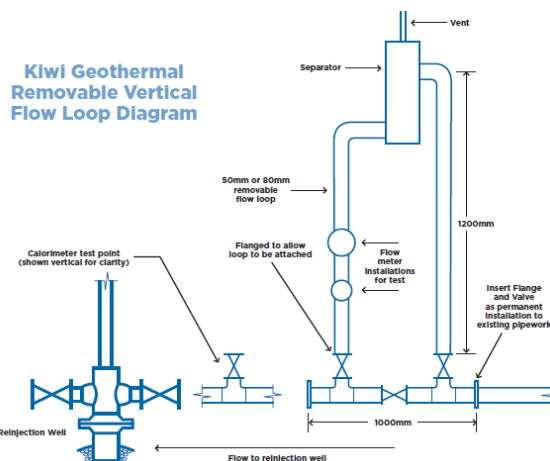 Kiwi Geothermal
Removable Vertical
Flow Loop Diagram
Vent
Separator
50mm or 80mm
removable
flow loop
1200mm
Calorimeter test point
(shown vertical for clarity)
Flanged to allow
loop to be attached
Flow
meter
installations
for test
Insert Flange
and Valve
as permanent
installation to
existing pipework
1000mm
Reinjection Well
Flow to reinjection well